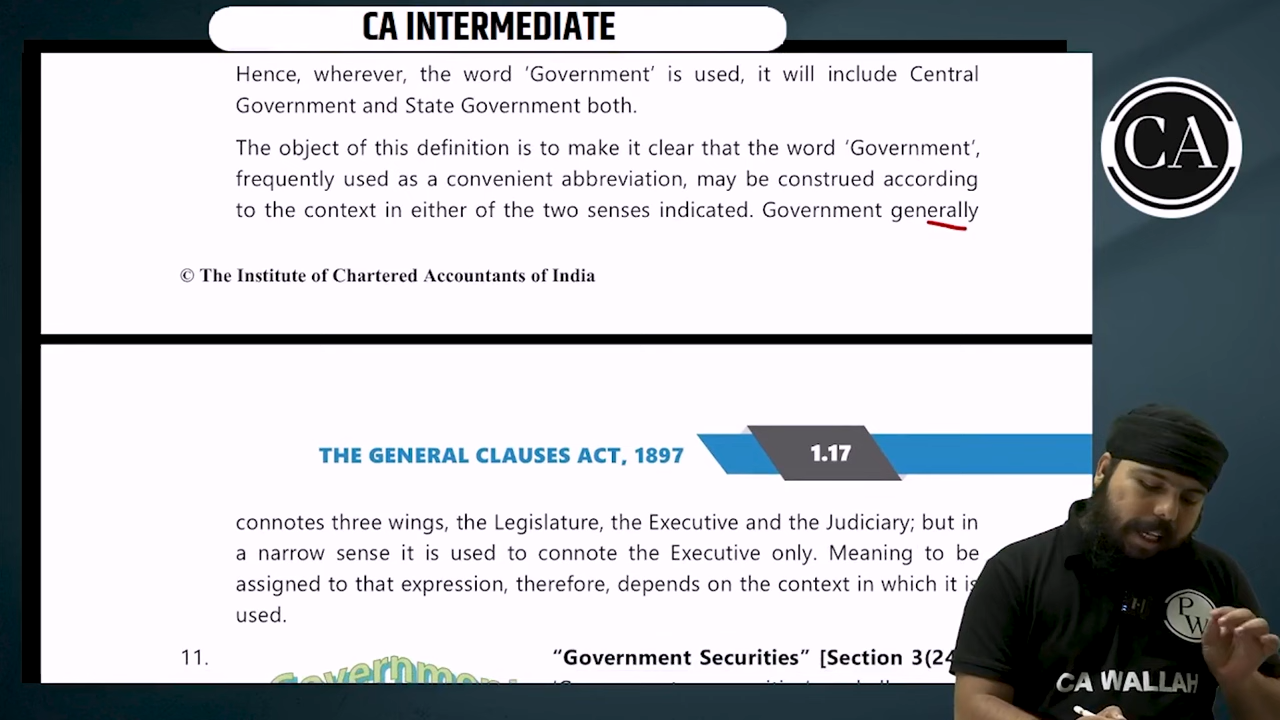 CA INTERMEDIATE
Hence, wherever, the word ‘Government’ is used, it will include Central
Government and State Government both.
The object of this definition is to make it clear that the word ‘Government’,
frequently used as a convenient abbreviation, may be construed according
to the context in either of the two senses indicated. Government generally
© The Institute of Chartered Accountants of India
CA
THE GENERAL CLAUSES ACT, 1897
1.17
connotes three wings, the Legislature, the Executive and the Judiciary; but in
a narrow sense it is used to connote the Executive only. Meaning to be
assigned to that expression, therefore, depends on the context in which it is
used.
11.
Governmen
“Government Securities” [Section 3(24
PW
CA WALLAH